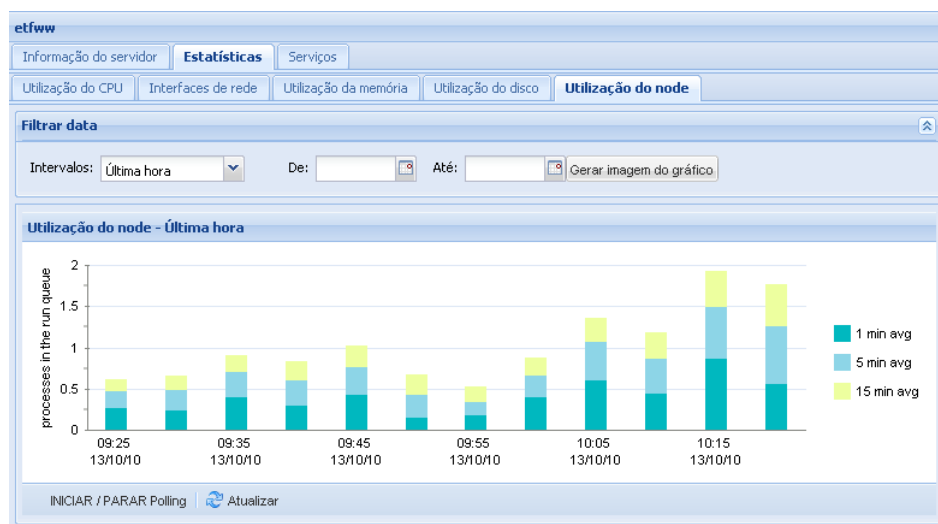 etfww
Informação do servidor Estatísticas Serviços
Utilização do CPU Interfaces de rede Utilização da memória Utilização do disco Utilização do node
Filtrar data
Intervalos: Última hora De: Até: Gerar imagem do gráfico
Utilização do node - Última hora
processes in the run queue
2
1.5
1
0.5
0
1 min avg
5 min avg
15 min avg
09:25 09:35 09:45 09:55 10:05 10:15
13/10/10 13/10/10 13/10/10 13/10/10 13/10/10 13/10/10
INICIAR / PARAR Polling Atualizar